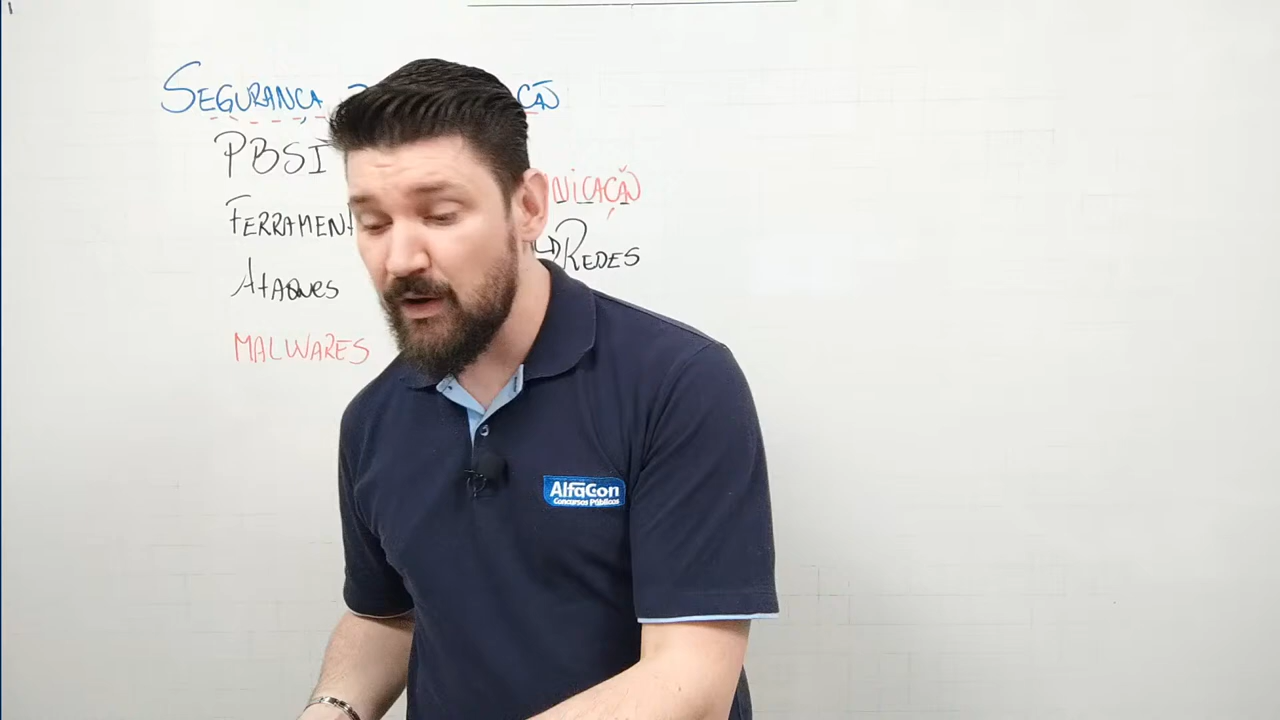 SEGURANÇA
PBSI
FERRAMENT
ATAQUES
MALWARES
REDES
AlfaCon
Concursos Públicos